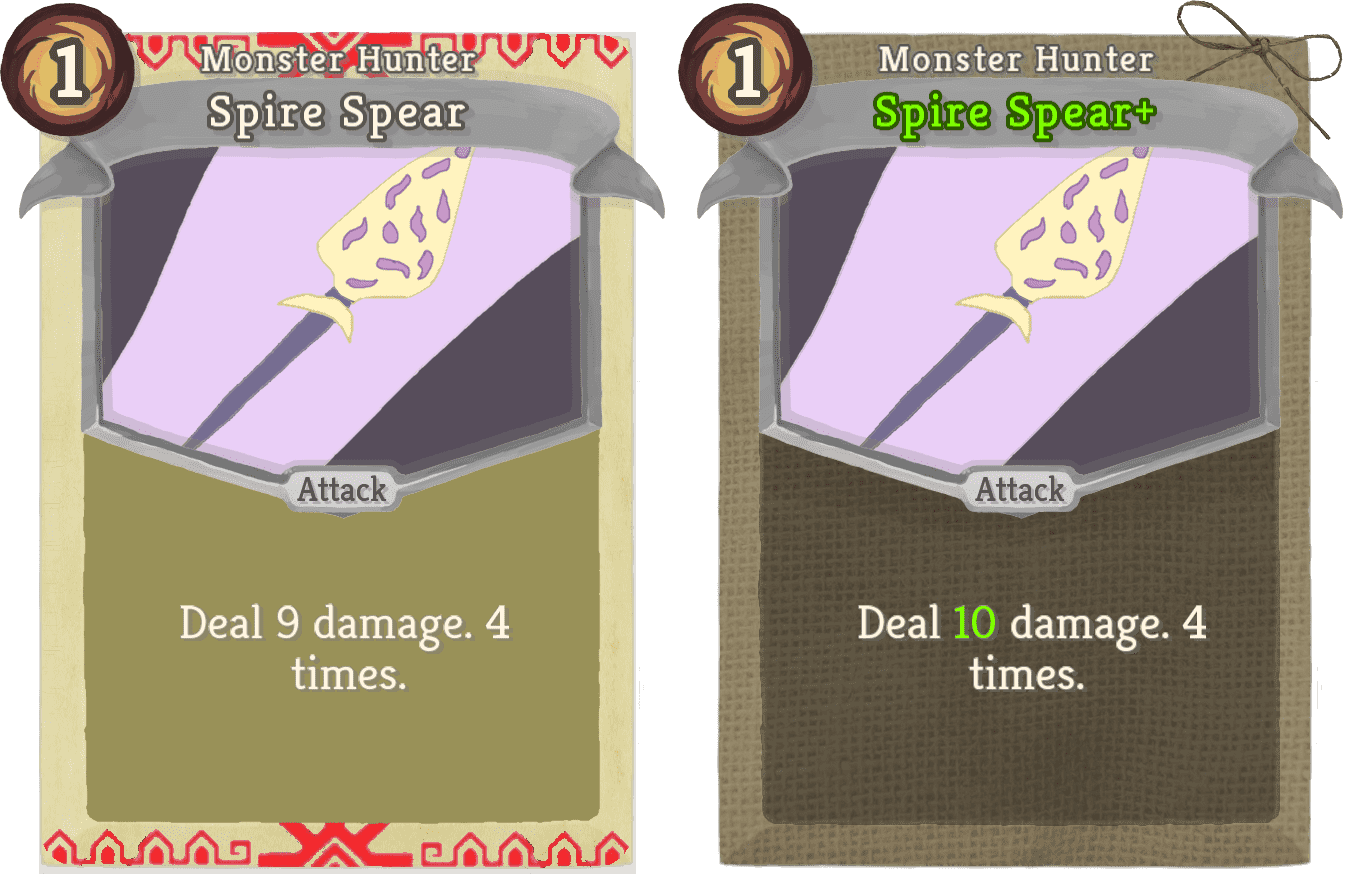 1
Monster Hunter
Spire Spear
Attack
Deal 9 damage. 4
times.
1
Monster Hunter
Spire Spear+
Attack
Deal 10 damage. 4
times.